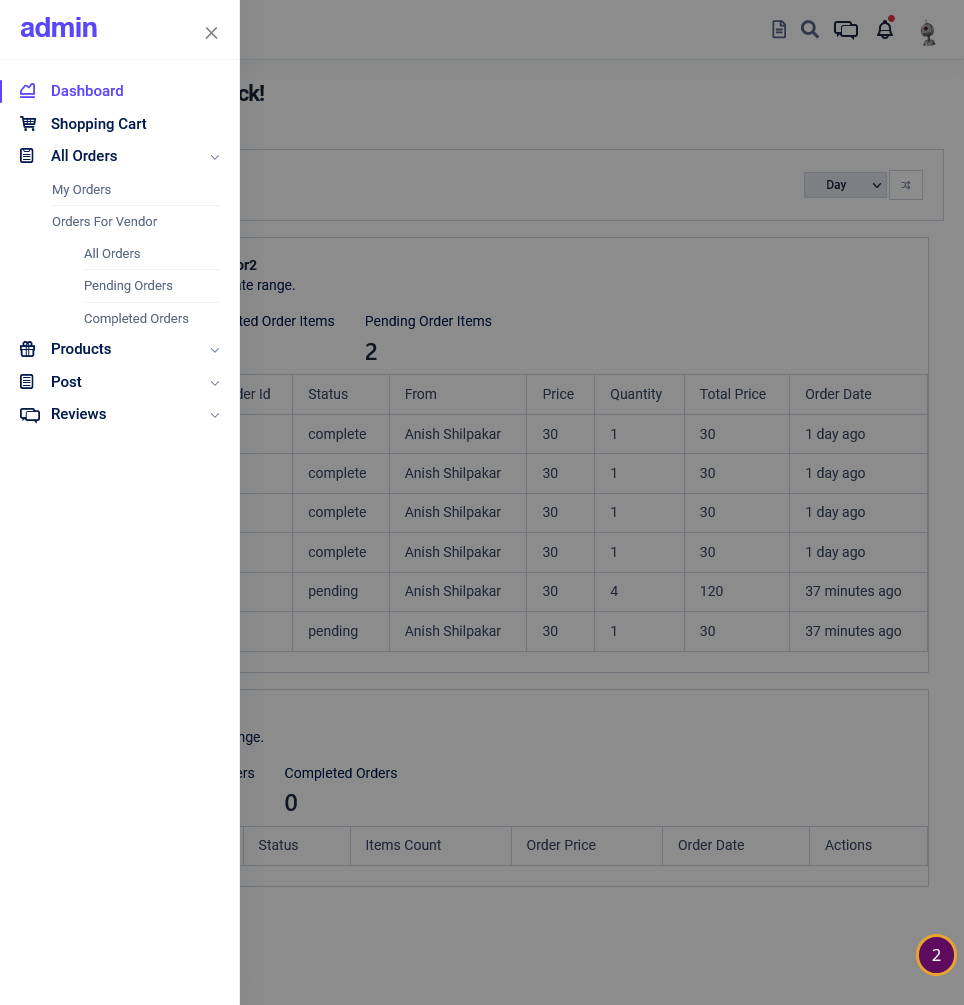 admin
Dashboard
Shopping Cart
All Orders
My Orders
Orders For Vendor
All Orders
Pending Orders
Completed Orders
Products
Post
Reviews
ck!
Day
or2
ate range.
ted Order Items Pending Order Items
2
der Id Status From Price Quantity Total Price Order Date
complete Anish Shilpakar 30 1 30 1 day ago
complete Anish Shilpakar 30 1 30 1 day ago
complete Anish Shilpakar 30 1 30 1 day ago
complete Anish Shilpakar 30 1 30 1 day ago
pending Anish Shilpakar 30 4 120 37 minutes ago
pending Anish Shilpakar 30 1 30 37 minutes ago
nge.
ers Completed Orders
0
Status Items Count Order Price Order Date Actions
2